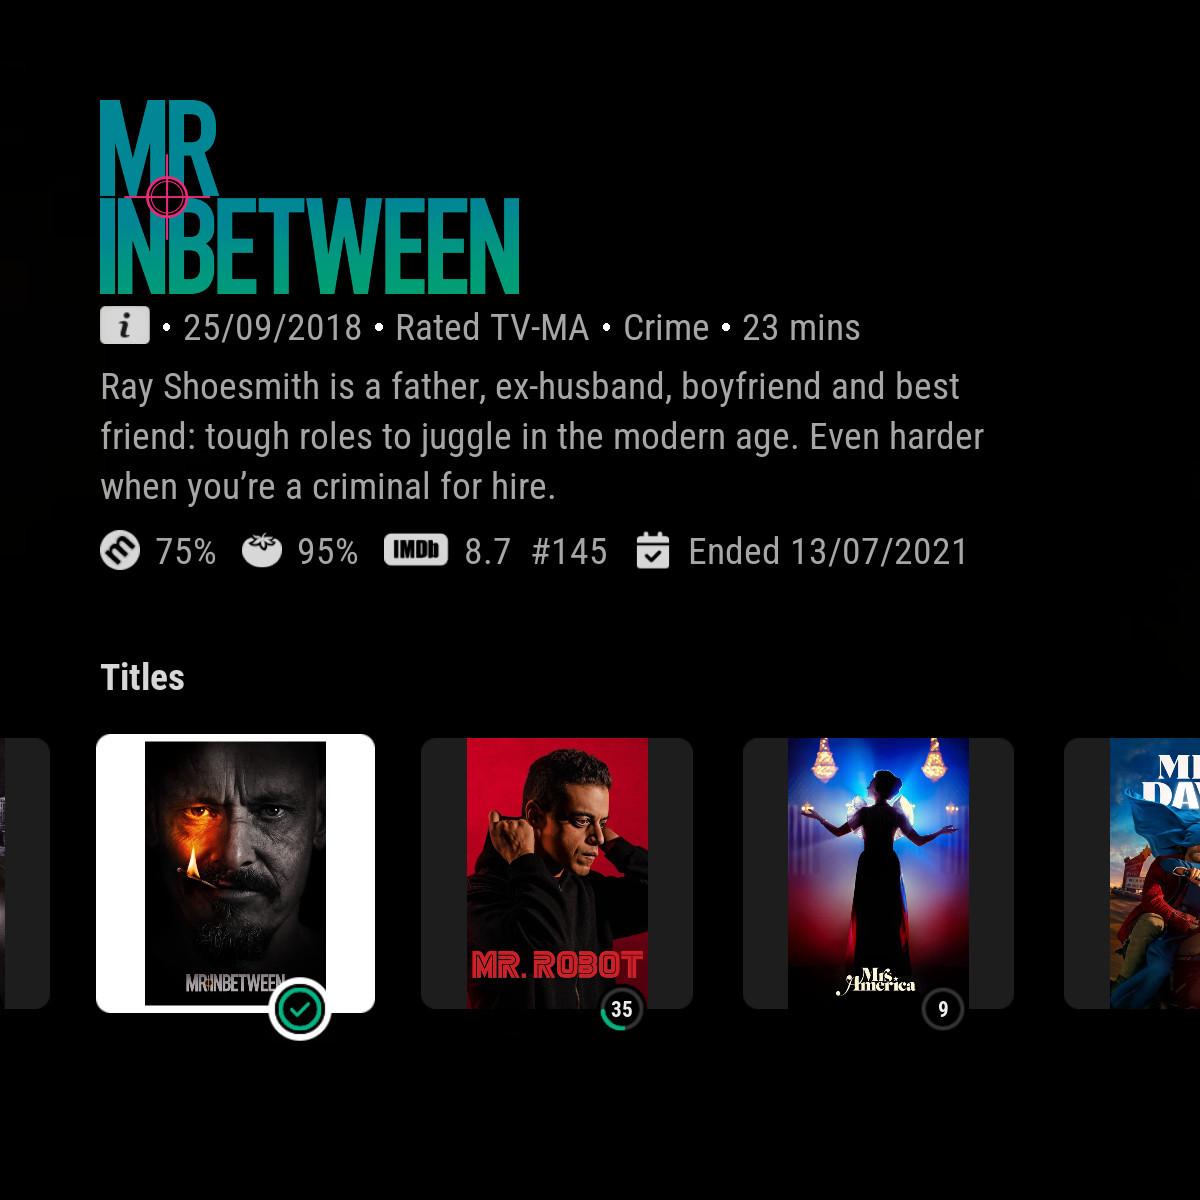 MR
INBETWEEN
i • 25/09/2018 • Rated TV-MA • Crime • 23 mins
Ray Shoesmith is a father, ex-husband, boyfriend and best
friend: tough roles to juggle in the modern age. Even harder
when you’re a criminal for hire.
m 75% 95% IMDb 8.7 #145 Ended 13/07/2021
Titles
MR INBETWEEN
MR. ROBOT
35
Mrs.
America
9